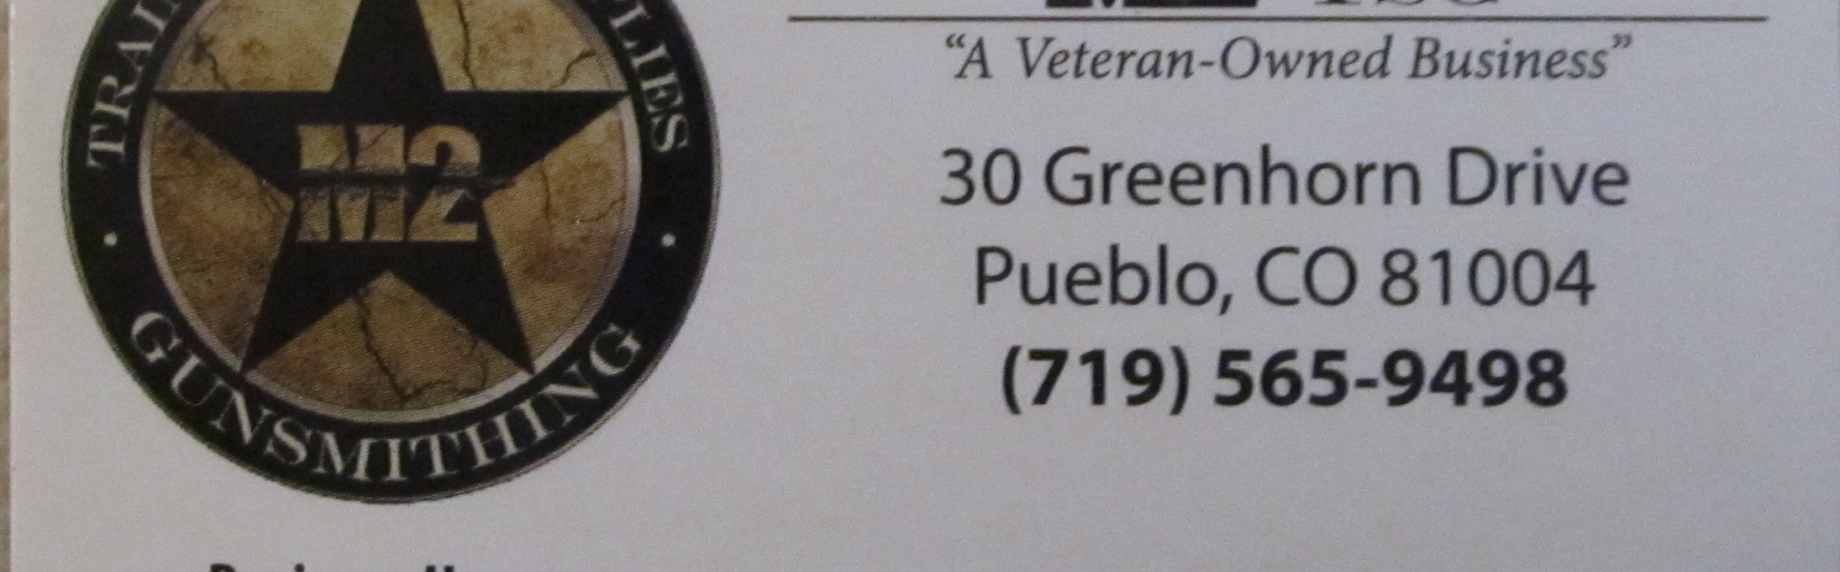 "A Veteran-Owned Business"
30 Greenhorn Drive
Pueblo, CO 81004
(719) 565-9498
M2
GUNSMITHING